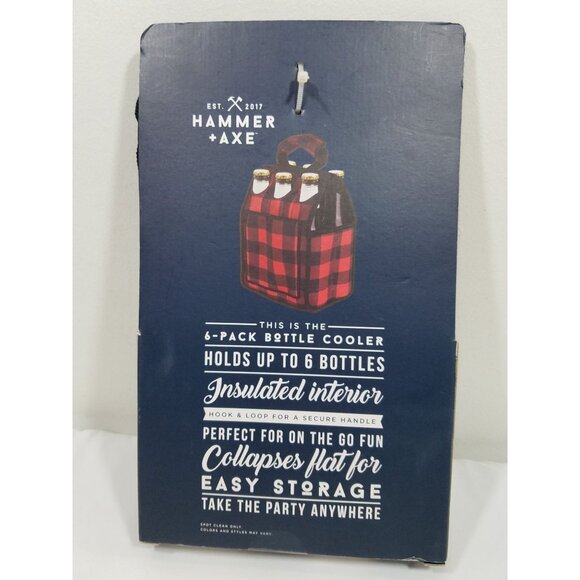 EST. 2017
HAMMER
+AXE™
THIS IS THE
6-PACK BOTTLE COOLER
HOLDS UP TO 6 BOTTLES
Insulated interior
HOOK & LOOP FOR A SECURE HANDLE
PERFECT FOR ON THE GO FUN
Collapses flat for
EASY STORAGE
TAKE THE PARTY ANYWHERE
SPOT CLEAN ONLY.
COLORS AND STYLES MAY VARY.